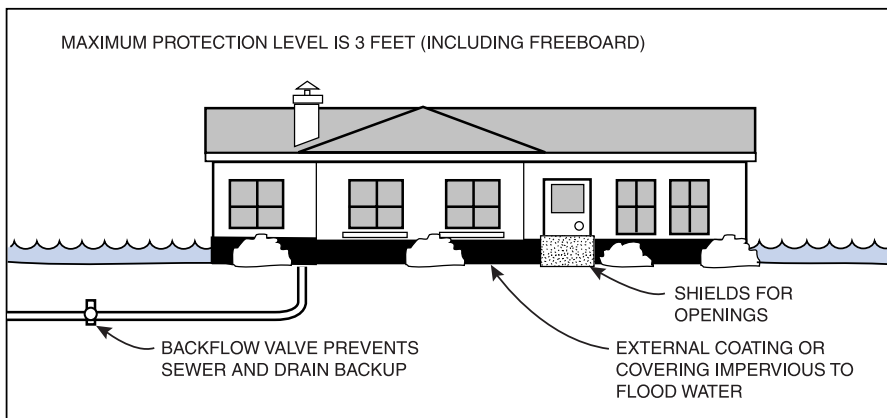 MAXIMUM PROTECTION LEVEL IS 3 FEET (INCLUDING FREEBOARD)
SHIELDS FOR
OPENINGS
BACKFLOW VALVE PREVENTS
SEWER AND DRAIN BACKUP
EXTERNAL COATING OR
COVERING IMPERVIOUS TO
FLOOD WATER